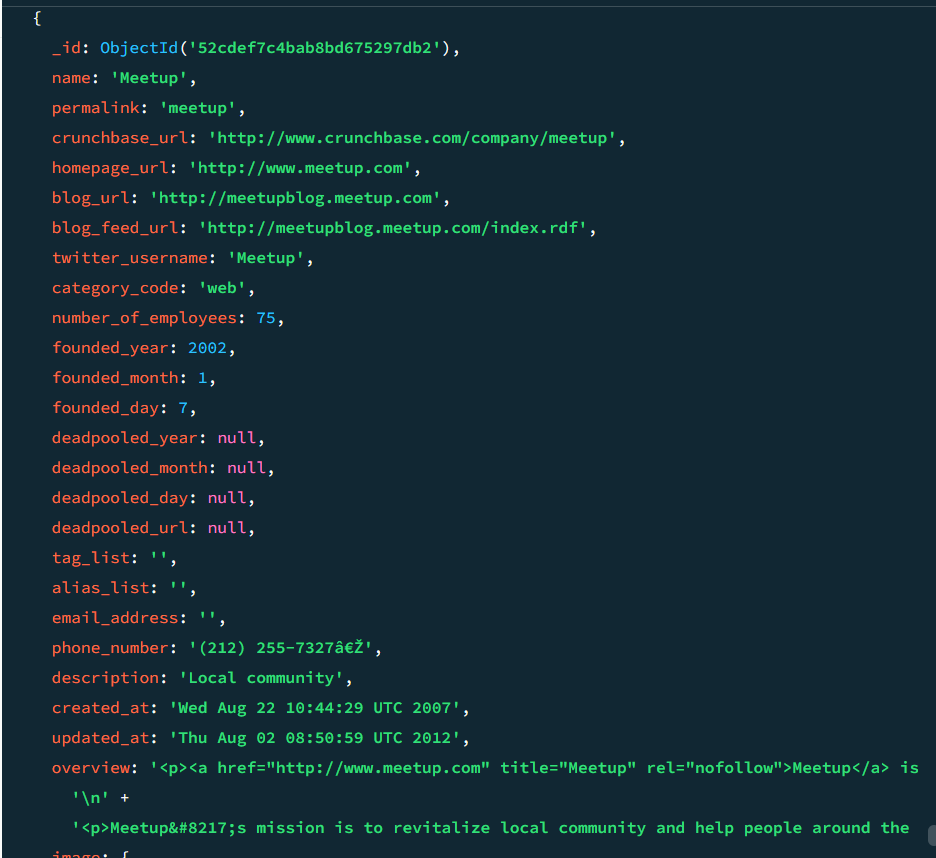 {
_id: ObjectId('52cdef7c4bab8bd675297db2'),
name: 'Meetup',
permalink: 'meetup',
crunchbase_url: 'http://www.crunchbase.com/company/meetup',
homepage_url: 'http://www.meetup.com',
blog_url: 'http://meetupblog.meetup.com',
blog_feed_url: 'http://meetupblog.meetup.com/index.rdf',
twitter_username: 'Meetup',
category_code: 'web',
number_of_employees: 75,
founded_year: 2002,
founded_month: 1,
founded_day: 7,
deadpooled_year: null,
deadpooled_month: null,
deadpooled_day: null,
deadpooled_url: null,
tag_list: '',
alias_list: '',
email_address: '',
phone_number: '(212) 255-7327â€Ž',
description: 'Local community',
created_at: 'Wed Aug 22 10:44:29 UTC 2007',
updated_at: 'Thu Aug 02 08:50:59 UTC 2012',
overview: '<p><a href="http://www.meetup.com" title="Meetup" rel="nofollow">Meetup</a> is
'\n' +
'<p>Meetup&#8217;s mission is to revitalize local community and help people around the
image: {